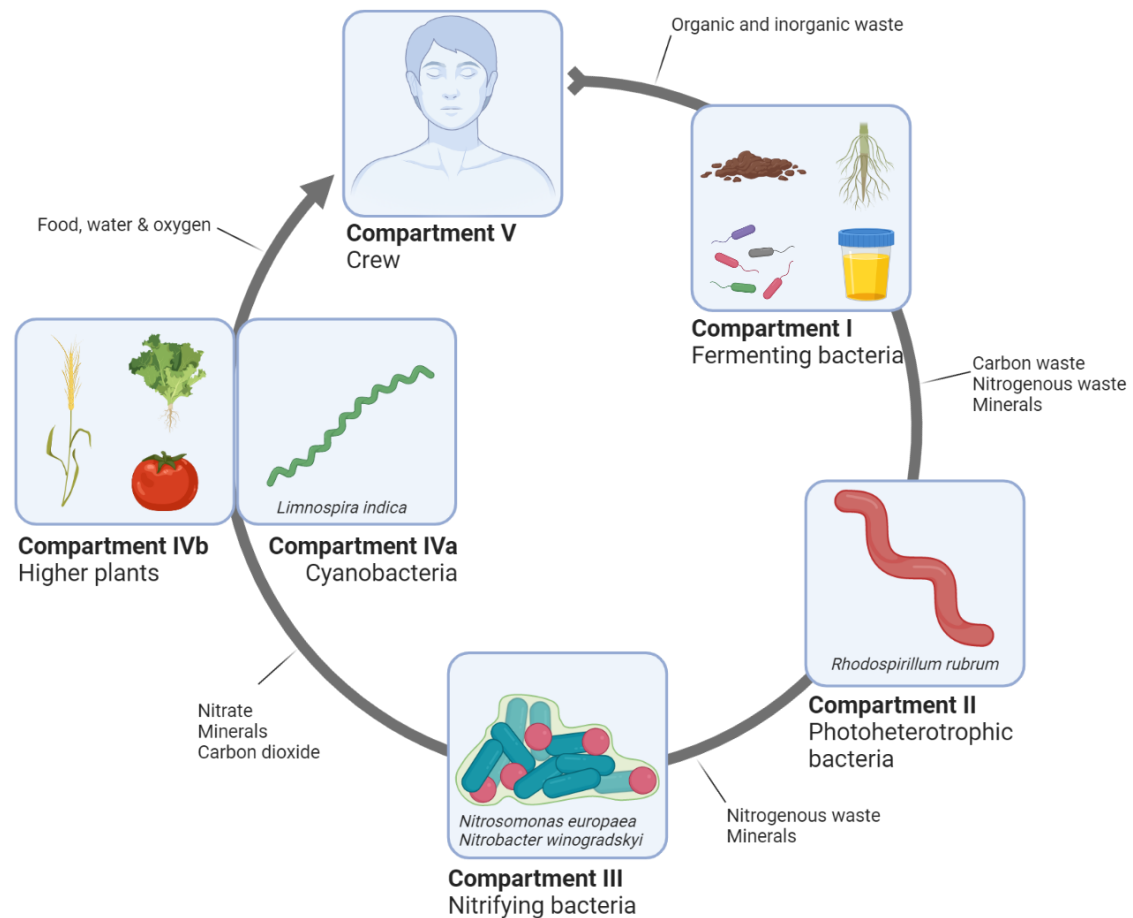 Organic and inorganic waste
Compartment V
Crew
Food, water & oxygen
Compartment I
Fermenting bacteria
Carbon waste
Nitrogenous waste
Minerals
Limnospira indica
Compartment IVb
Higher plants
Compartment IVa
Cyanobacteria
Rhodospirillum rubrum
Compartment II
Photoheterotrophic
bacteria
Nitrate
Minerals
Carbon dioxide
Nitrogenous waste
Minerals
Nitrosomonas europaea
Nitrobacter winogradskyi
Compartment III
Nitrifying bacteria